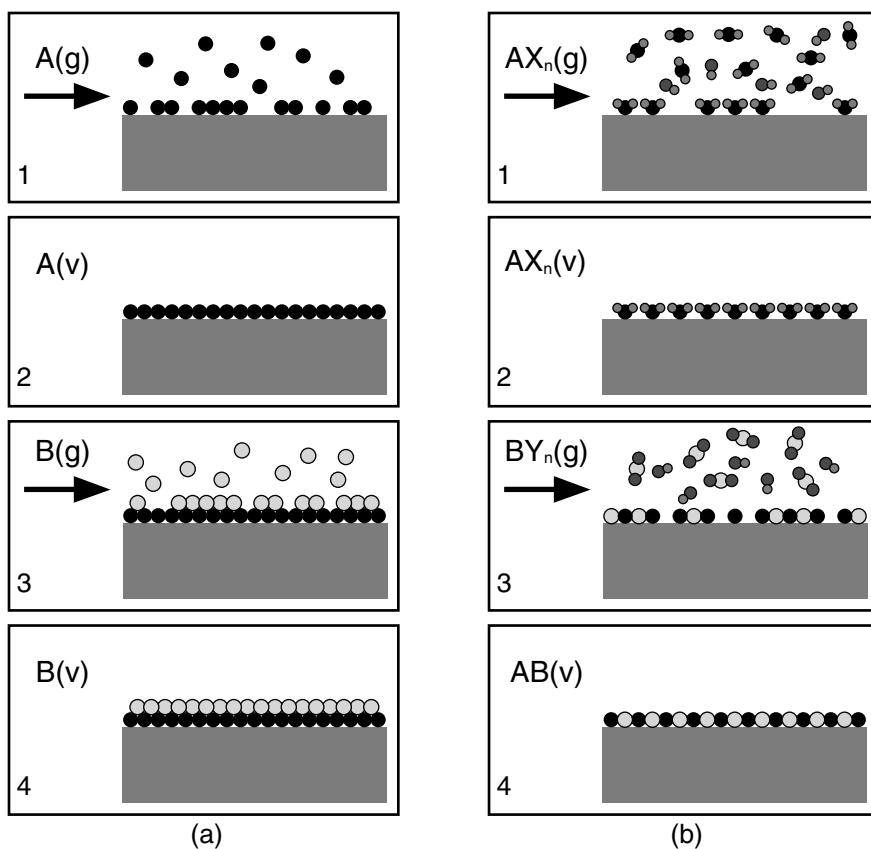 A(g)
1
A(v)
2
B(g)
3
B(v)
4
(a)
AXₙ(g)
1
AXₙ(v)
2
BYₙ(g)
3
AB(v)
4
(b)